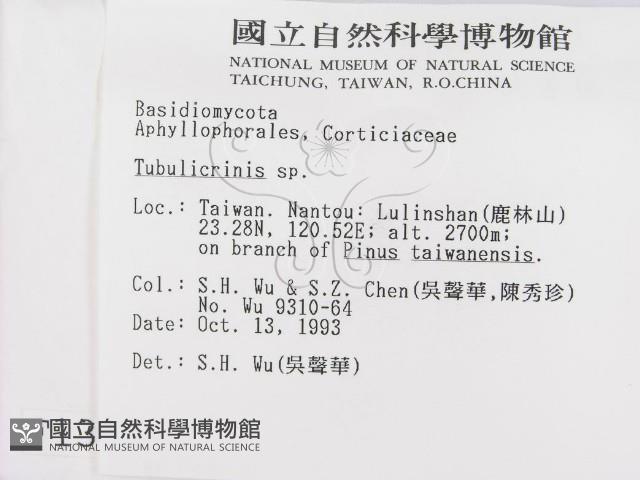 國立自然科學博物館
NATIONAL MUSEUM OF NATURAL SCIENCE
TAICHUNG, TAIWAN, R.O.CHINA
Basidiomycota
Aphyllophorales, Corticiaceae
Tubulicrinis sp.
Loc.: Taiwan. Nantou: Lulinshan(鹿林山)
23.28N, 120.52E; alt. 2700m;
on branch of Pinus taiwanensis.
Col.: S.H. Wu & S.Z. Chen(吳聲華,陳秀珍)
No. Wu 9310-64
Date: Oct. 13, 1993
Det.: S.H. Wu(吳聲華)
國立自然科學博物館
NATIONAL MUSEUM OF NATURAL SCIENCE